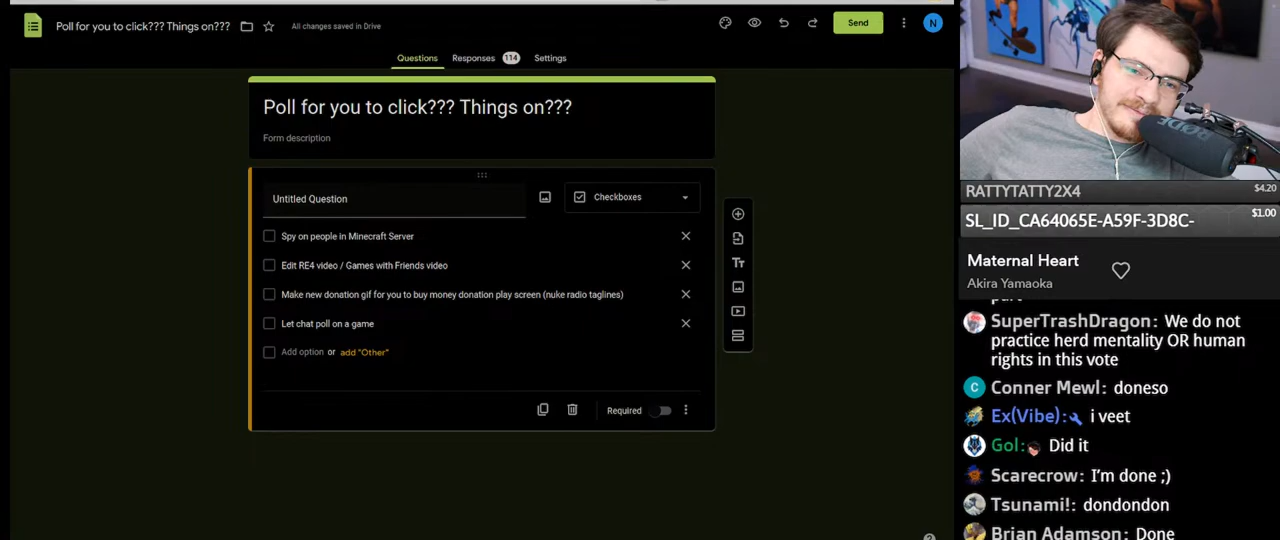 Poll for you to click??? Things on???
All changes saved in Drive
Send
N
Questions
Responses 114
Settings
Poll for you to click??? Things on???
Form description
Untitled Question
Checkboxes
Spy on people in Minecraft Server
Edit RE4 video / Games with Friends video
Make new donation gif for you to buy money donation play screen (nuke radio taglines)
Let chat poll on a game
Add option or add "Other"
Required
RODE
RATTYTATTY2X4 $4.20
SL_ID_CA64065E-A59F-3D8C- $1.00
Maternal Heart
Akira Yamaoka
SuperTrashDragon: We do not
practice herd mentality OR human
rights in this vote
C Conner Mewl: doneso
Ex(Vibe): i veet
Gol: Did it
Scarecrow: I'm done ;)
Tsunami!: dondondon
Brian Adamson: Done